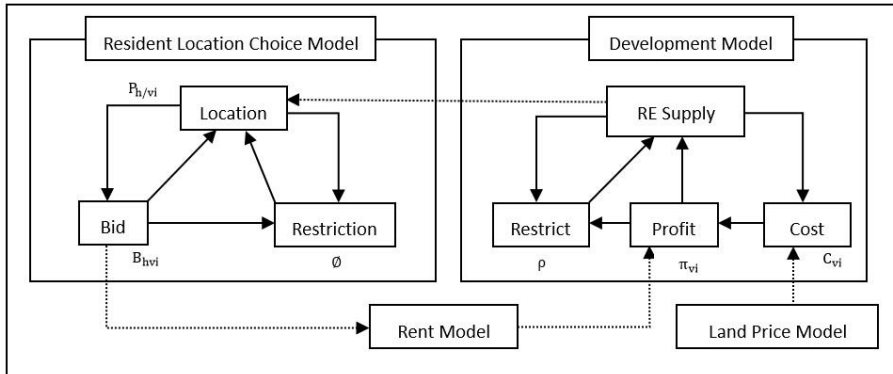 Resident Location Choice Model
Development Model
P_h/vi
Location
RE Supply
Bid
Restriction
Restrict
Profit
Cost
B_hvi
Ø
ρ
π_vi
C_vi
Rent Model
Land Price Model